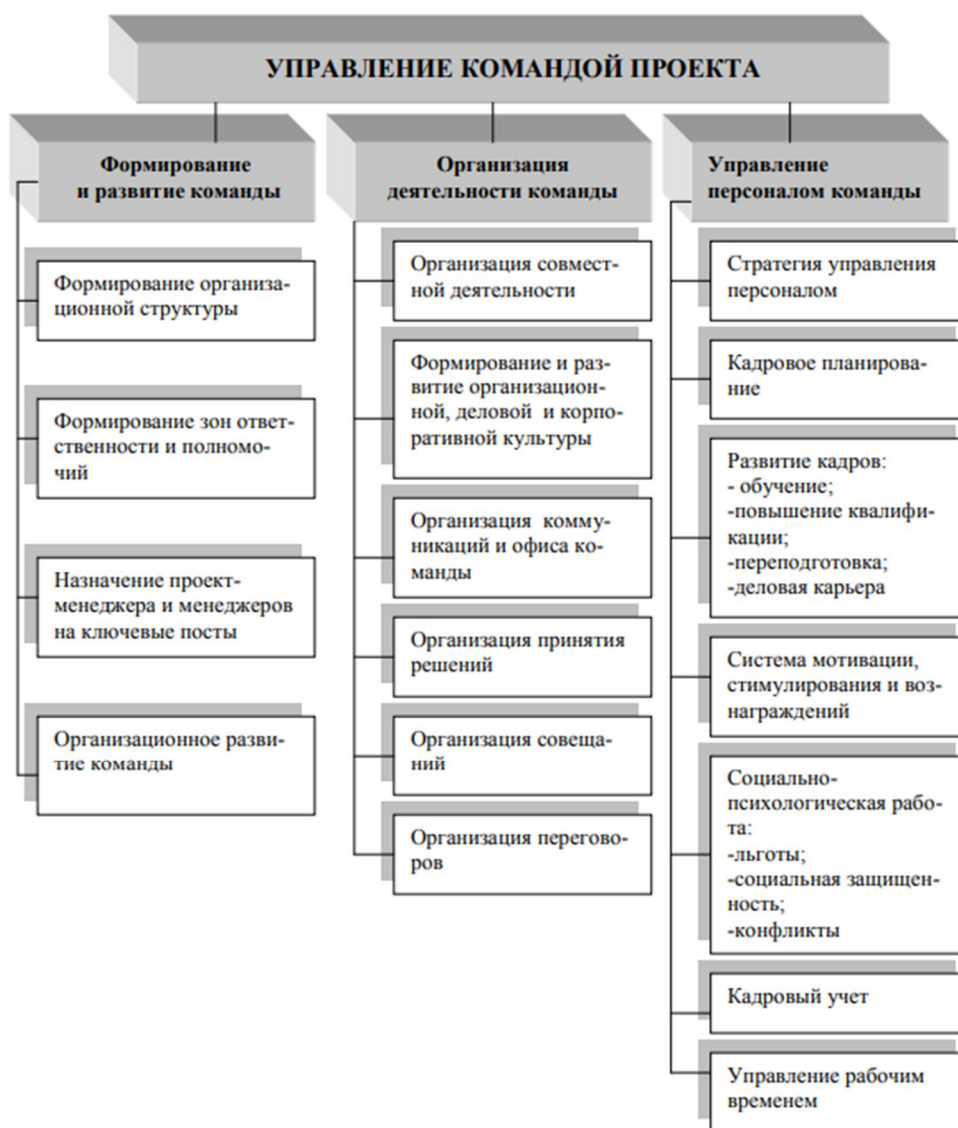 УПРАВЛЕНИЕ КОМАНДОЙ ПРОЕКТА
Формирование
и развитие команды
Формирование организа-
ционной структуры
Формирование зон ответ-
ственности и полномо-
чий
Назначение проект-
менеджера и менеджеров
на ключевые посты
Организационное разви-
тие команды
Организация
деятельности команды
Организация совмест-
ной деятельности
Формирование и раз-
витие организацион-
ной, деловой и корпо-
ративной культуры
Организация комму-
никаций и офиса ко-
манды
Организация принятия
решений
Организация совеща-
ний
Организация перегово-
ров
Управление
персоналом команды
Стратегия управления
персоналом
Кадровое планирова-
ние
Развитие кадров:
- обучение;
-повышение квалифи-
кации;
-переподготовка;
-деловая карьера
Система мотивации,
стимулирования и воз-
награждений
Социально-
психологическая рабо-
та:
-льготы;
-социальная защищен-
ность;
-конфликты
Кадровый учет
Управление рабочим
временем